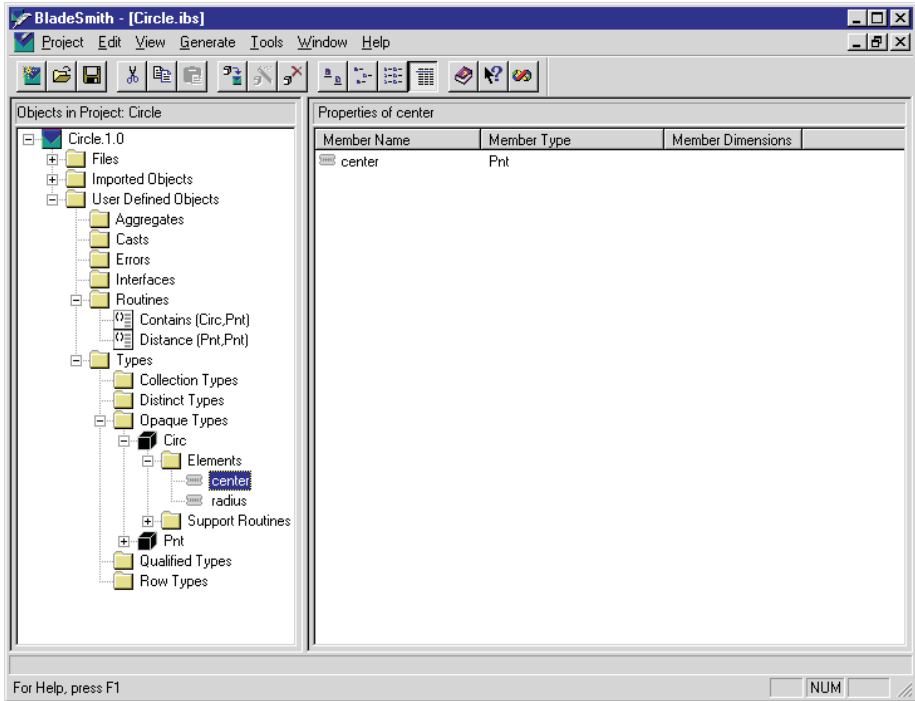 BladeSmith - [Circle.ibs]
Project Edit View Generate Tools Window Help
Objects in Project: Circle
Circle.1.0
Files
Imported Objects
User Defined Objects
Aggregates
Casts
Errors
Interfaces
Routines
Contains (Circ,Pnt)
Distance (Pnt,Pnt)
Types
Collection Types
Distinct Types
Opaque Types
Circ
Elements
center
radius
Support Routines
Pnt
Qualified Types
Row Types
Properties of center
Member Name Member Type Member Dimensions
center Pnt
For Help, press F1
NUM